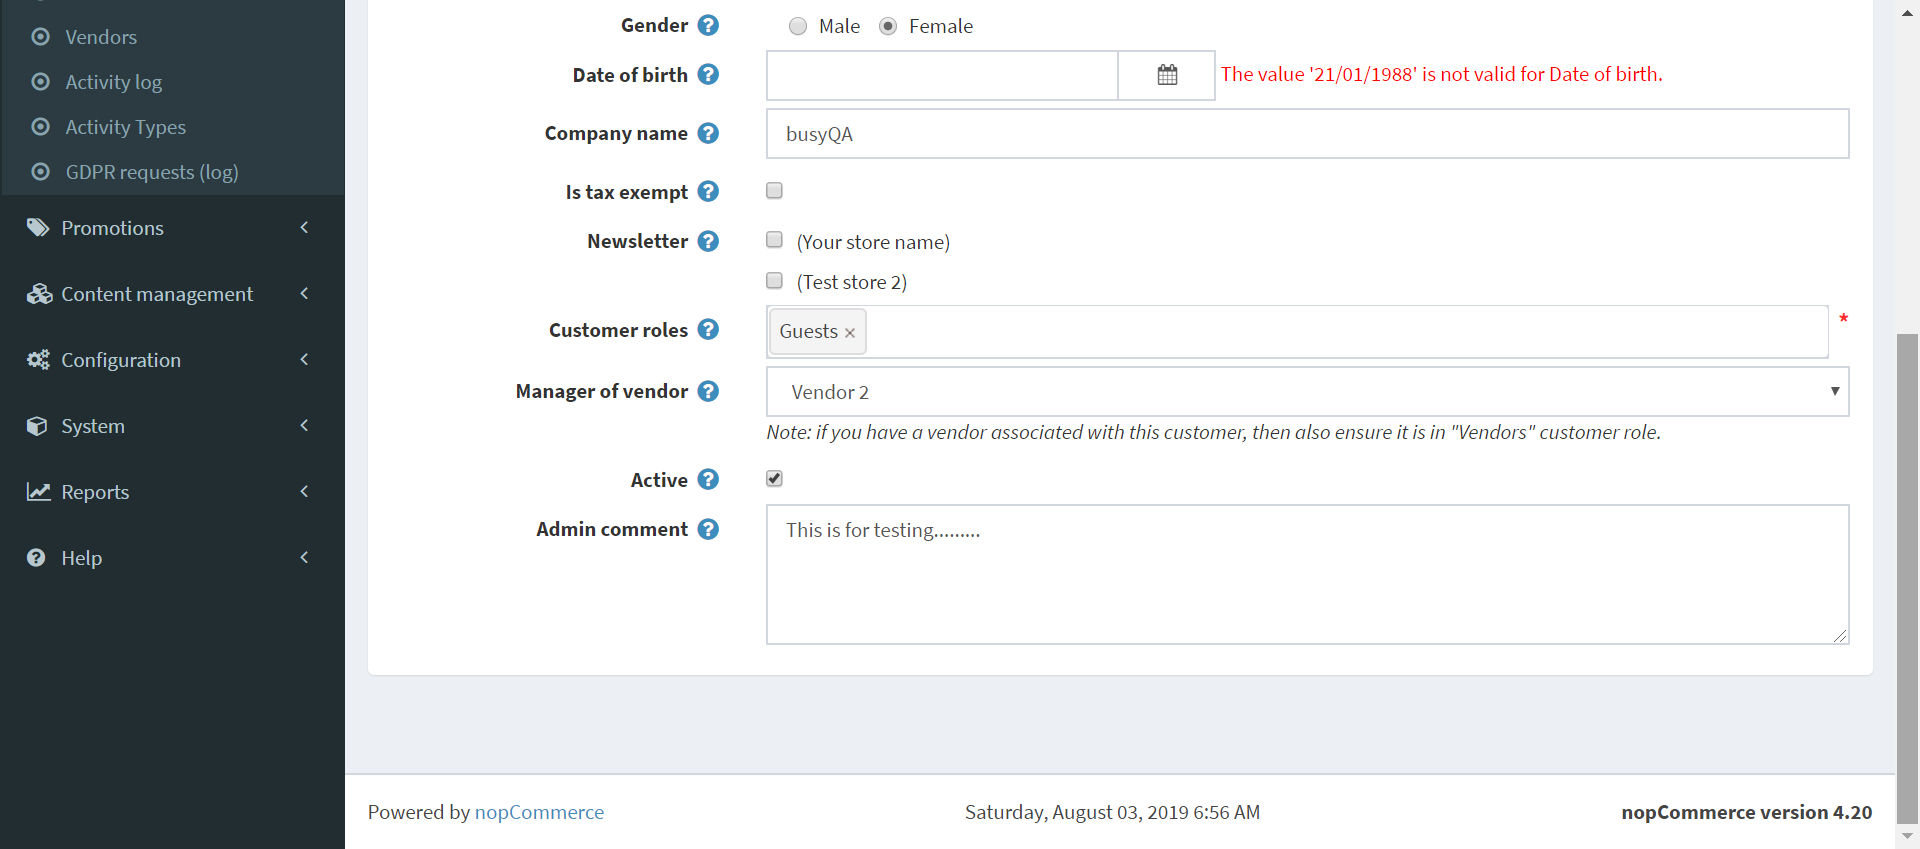 Vendors
Activity log
Activity Types
GDPR requests (log)
Promotions
Content management
Configuration
System
Reports
Help
Gender Male Female
Date of birth The value '21/01/1988' is not valid for Date of birth.
Company name busyQA
Is tax exempt
Newsletter (Your store name)
(Test store 2)
Customer roles Guests × *
Manager of vendor Vendor 2
Note: if you have a vendor associated with this customer, then also ensure it is in "Vendors" customer role.
Active
Admin comment This is for testing.........
Powered by nopCommerce Saturday, August 03, 2019 6:56 AM nopCommerce version 4.20